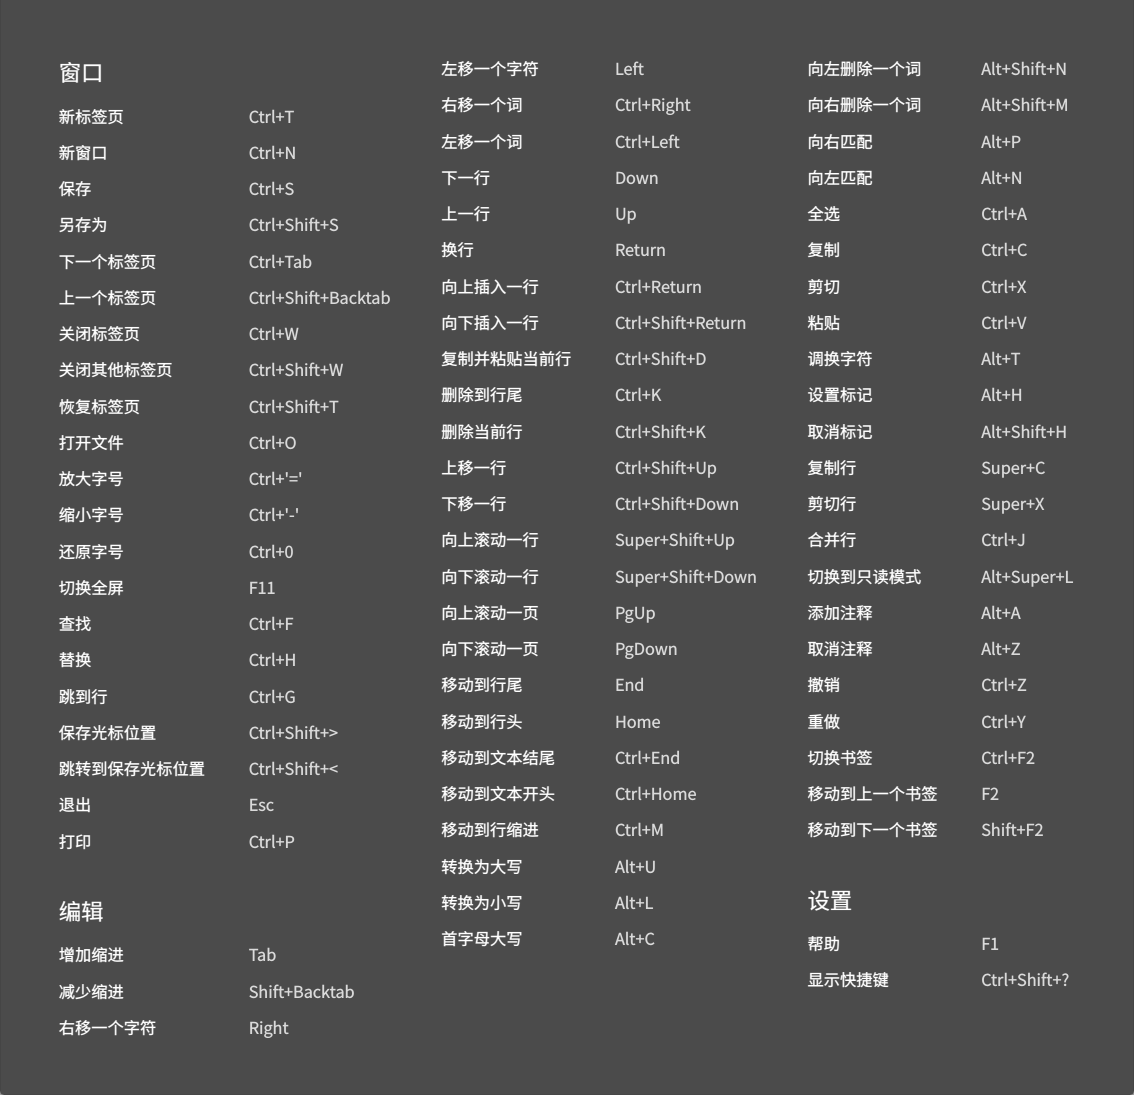 窗口
新标签页 Ctrl+T
新窗口 Ctrl+N
保存 Ctrl+S
另存为 Ctrl+Shift+S
下一个标签页 Ctrl+Tab
上一个标签页 Ctrl+Shift+Backtab
关闭标签页 Ctrl+W
关闭其他标签页 Ctrl+Shift+W
恢复标签页 Ctrl+Shift+T
打开文件 Ctrl+O
放大字号 Ctrl+'='
缩小字号 Ctrl+'-'
还原字号 Ctrl+0
切换全屏 F11
查找 Ctrl+F
替换 Ctrl+H
跳到行 Ctrl+G
保存光标位置 Ctrl+Shift+>
跳转到保存光标位置 Ctrl+Shift+<
退出 Esc
打印 Ctrl+P
编辑
增加缩进 Tab
减少缩进 Shift+Backtab
右移一个字符 Right
左移一个字符 Left
右移一个词 Ctrl+Right
左移一个词 Ctrl+Left
下一行 Down
上一行 Up
换行 Return
向上插入一行 Ctrl+Return
向下插入一行 Ctrl+Shift+Return
复制并粘贴当前行 Ctrl+Shift+D
删除到行尾 Ctrl+K
删除当前行 Ctrl+Shift+K
上移一行 Ctrl+Shift+Up
下移一行 Ctrl+Shift+Down
向上滚动一行 Super+Shift+Up
向下滚动一行 Super+Shift+Down
向上滚动一页 PgUp
向下滚动一页 PgDown
移动到行尾 End
移动到行头 Home
移动到文本结尾 Ctrl+End
移动到文本开头 Ctrl+Home
移动到行缩进 Ctrl+M
转换为大写 Alt+U
转换为小写 Alt+L
首字母大写 Alt+C
向左删除一个词 Alt+Shift+N
向右删除一个词 Alt+Shift+M
向右匹配 Alt+P
向左匹配 Alt+N
全选 Ctrl+A
复制 Ctrl+C
剪切 Ctrl+X
粘贴 Ctrl+V
调换字符 Alt+T
设置标记 Alt+H
取消标记 Alt+Shift+H
复制行 Super+C
剪切行 Super+X
合并行 Ctrl+J
切换到只读模式 Alt+Super+L
添加注释 Alt+A
取消注释 Alt+Z
撤销 Ctrl+Z
重做 Ctrl+Y
切换书签 Ctrl+F2
移动到上一个书签 F2
移动到下一个书签 Shift+F2
设置
帮助 F1
显示快捷键 Ctrl+Shift+?